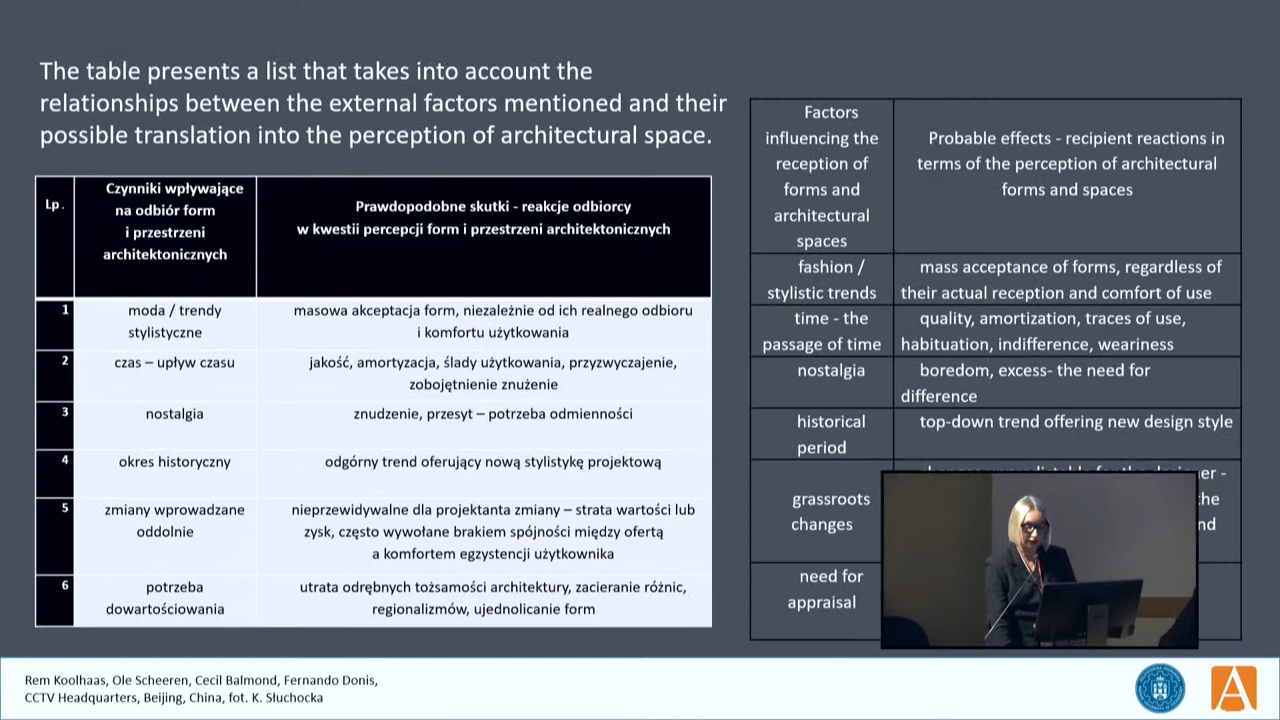 The table presents a list that takes into account the
relationships between the external factors mentioned and their
possible translation into the perception of architectural space.
Lp.
Czynniki wpływające
na odbiór form
i przestrzeni
architektonicznych
Prawdopodobne skutki - reakcje odbiorcy
w kwestii percepcji form i przestrzeni architektonicznych
1
moda / trendy
stylistyczne
masowa akceptacja form, niezależnie od ich realnego odbioru
i komfortu użytkowania
2
czas – upływ czasu
jakość, amortyzacja, ślady użytkowania, przyzwyczajenie,
zobojętnienie znużenie
3
nostalgia
znudzenie, przesyt – potrzeba odmienności
4
okres historyczny
odgórny trend oferujący nową stylistykę projektową
5
zmiany wprowadzane
oddolnie
nieprzewidywalne dla projektanta zmiany – strata wartości lub
zysk, często wywołane brakiem spójności między ofertą
a komfortem egzystencji użytkownika
6
potrzeba
dowartościowania
utrata odrębnych tożsamości architektury, zacieranie różnic,
regionalizmów, ujednolicanie form
Factors
influencing the
reception of
forms and
architectural
spaces
Probable effects - recipient reactions in
terms of the perception of architectural
forms and spaces
fashion /
stylistic trends
mass acceptance of forms, regardless of
their actual reception and comfort of use
time - the
passage of time
quality, amortization, traces of use,
habituation, indifference, weariness
nostalgia
boredom, excess- the need for
difference
historical
period
top-down trend offering new design style
grassroots
changes
need for
appraisal
Rem Koolhaas, Ole Scheeren, Cecil Balmond, Fernando Donis,
CCTV Headquarters, Beijing, China, fot. K. Słuchocka